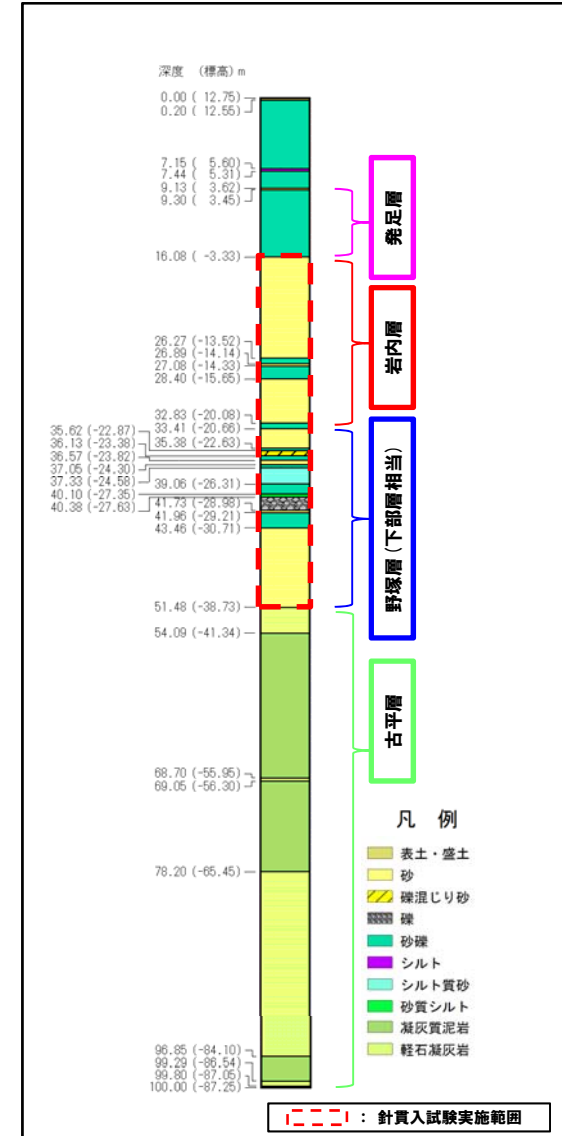 深度 (標高) m
0.00 ( 12.75)
0.20 ( 12.55)
7.15 ( 5.60)
7.44 ( 5.31)
9.13 ( 3.62)
9.30 ( 3.45)
16.08 ( -3.33)
26.27 (-13.52)
26.89 (-14.14)
27.08 (-14.33)
28.40 (-15.65)
32.83 (-20.08)
33.41 (-20.66)
35.38 (-22.63)
35.62 (-22.87)
36.13 (-23.38)
36.57 (-23.82)
37.05 (-24.30)
37.33 (-24.58)
39.06 (-26.31)
40.10 (-27.35)
40.38 (-27.63)
41.73 (-28.98)
41.96 (-29.21)
43.46 (-30.71)
51.48 (-38.73)
54.09 (-41.34)
68.70 (-55.95)
69.05 (-56.30)
78.20 (-65.45)
96.85 (-84.10)
99.29 (-86.54)
99.80 (-87.05)
100.00 (-87.25)
発足層
岩内層
野塚層(下部層相当)
古平層
凡 例
表土・盛土
砂
礫混じり砂
礫
砂礫
シルト
シルト質砂
砂質シルト
凝灰質泥岩
軽石凝灰岩
: 針貫入試験実施範囲